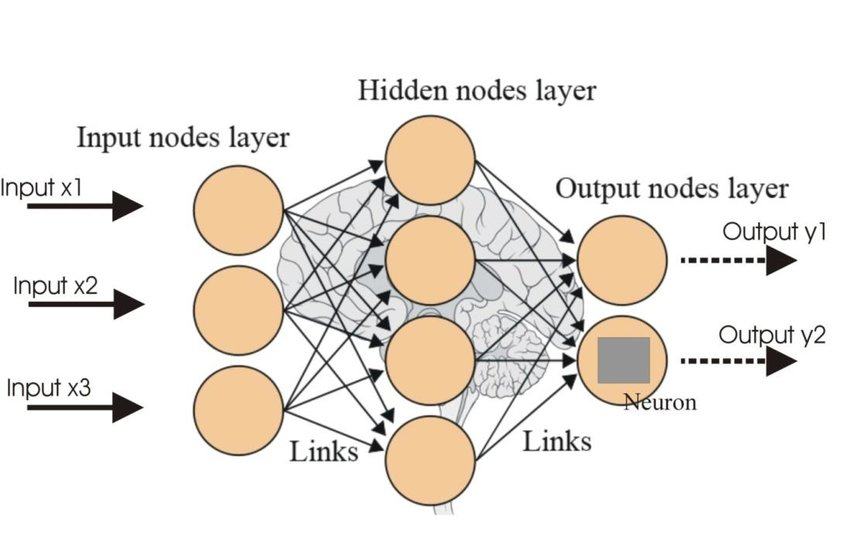 Hidden nodes layer
Input nodes layer
Output nodes layer
Input x1
Input x2
Input x3
Output y1
Output y2
Neuron
Links
Links